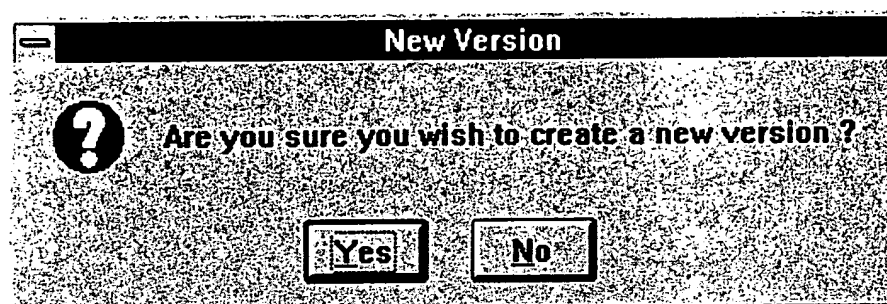 New Version
Are you sure you wish to create a new version ?
Yes
No